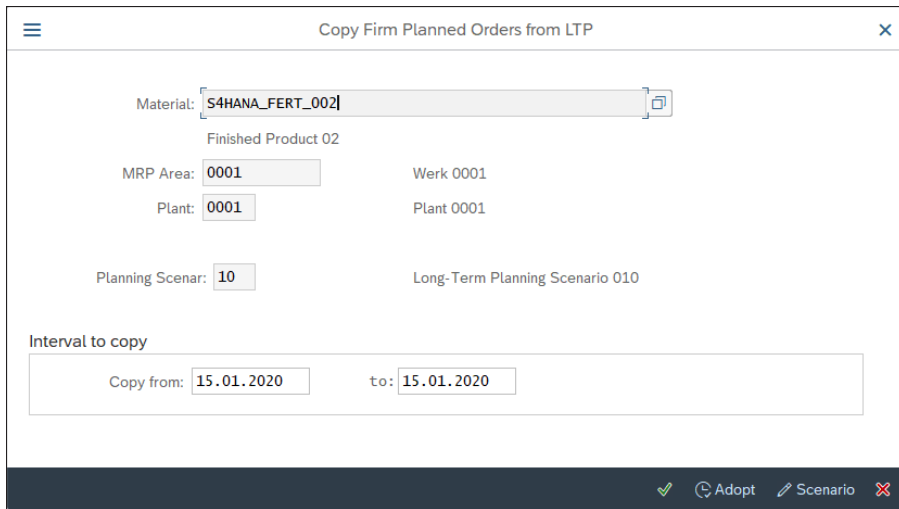 Copy Firm Planned Orders from LTP
Material: S4HANA_FERT_002
Finished Product 02
MRP Area: 0001 Werk 0001
Plant: 0001 Plant 0001
Planning Scenar: 10 Long-Term Planning Scenario 010
Interval to copy
Copy from: 15.01.2020 to: 15.01.2020
Adopt Scenario